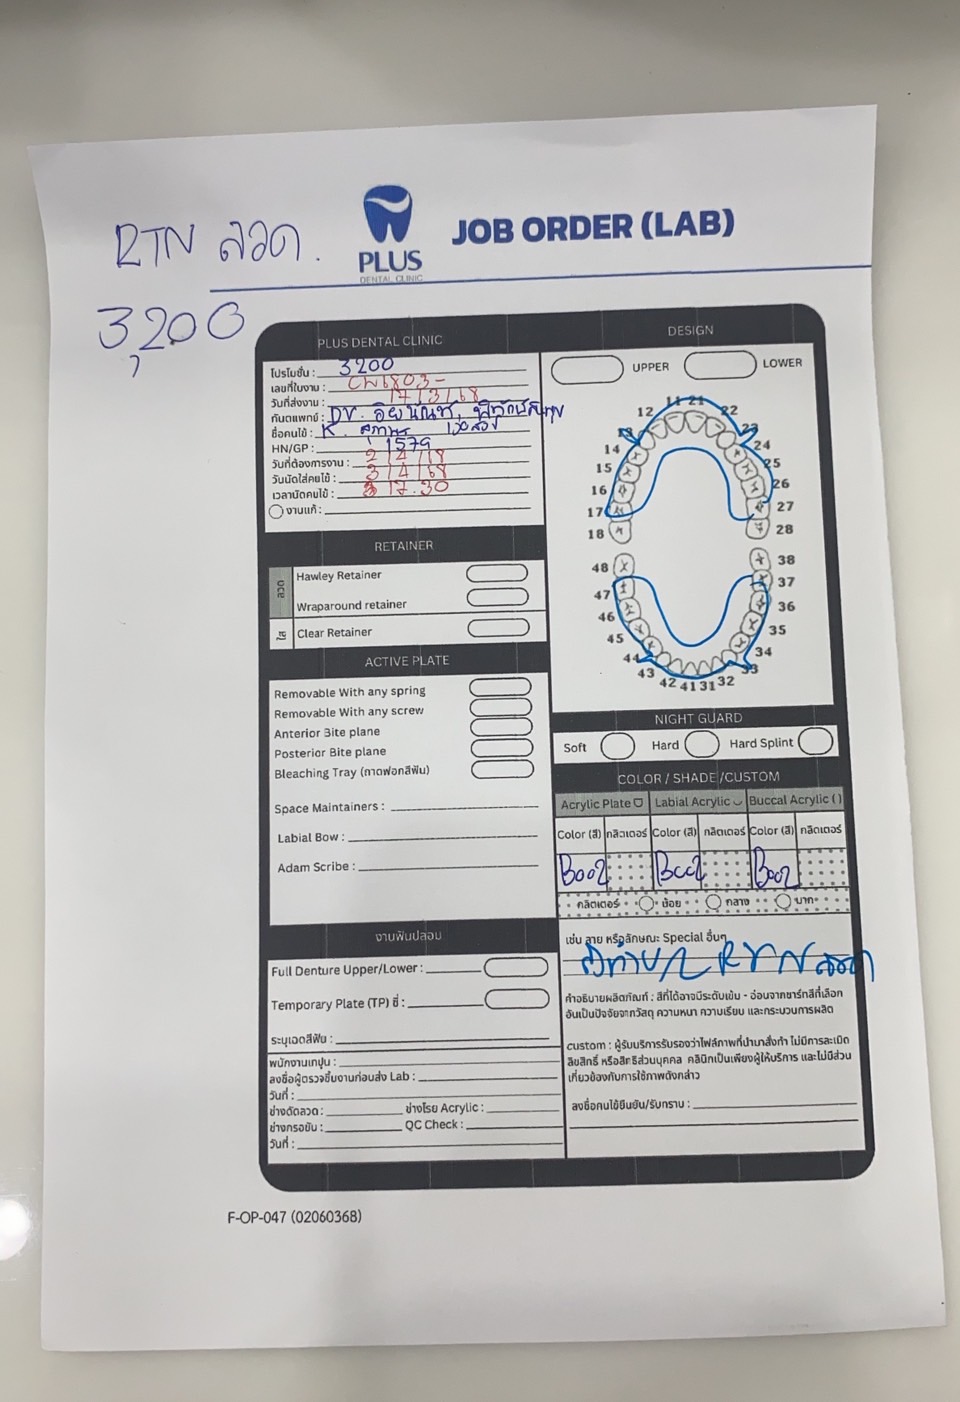 RTN ลวด.
3,200
PLUS
DENTAL CLINIC
JOB ORDER (LAB)
PLUS DENTAL CLINIC
โปรโมชั่น : 3200
เลขที่ใบงาน : CW6803-
วันที่ส่งงาน : 17/3/68
ทันตแพทย์ : Dr.
ชื่อคนไข้ : K.
HN/GP : 1579
วันที่ต้องการงาน : 2/4/68
วันนัดใส่คนไข้ : 3/4/68
เวลานัดคนไข้ : 17.30
งานแก้ :
DESIGN
UPPER LOWER
11 21
12 22
13 23
14 24
15 25
16 26
17 27
18 28
48 38
47 37
46 36
45 35
44 34
43 33
42 41 31 32
RETAINER
ลวด
Hawley Retainer
Wraparound retainer
ใส
Clear Retainer
ACTIVE PLATE
Removable With any spring
Removable With any screw
Anterior Bite plane
Posterior Bite plane
Bleaching Tray (ถาดฟอกสีฟัน)
Space Maintainers :
Labial Bow :
Adam Scribe :
NIGHT GUARD
Soft Hard Hard Splint
COLOR / SHADE /CUSTOM
Acrylic Plate Labial Acrylic Buccal Acrylic ( )
Color (สี) กลิตเตอร์ Color (สี) กลิตเตอร์ Color (สี) กลิตเตอร์
B002 B002 B002
กลิตเตอร์ น้อย กลาง มาก
เช่น ลาย หรือลักษณะ Special อื่นๆ
RTN ลวด
คำอธิบายผลิตภัณฑ์ : สีที่ได้อาจมีระดับเข้ม - อ่อนจากชาร์ทสีที่เลือก
อันเป็นปัจจัยจากวัสดุ ความหนา ความเรียบ และกระบวนการผลิต
custom : ผู้รับบริการรับรองว่าไฟล์ภาพที่นำมาสั่งทำ ไม่มีการละเมิด
ลิขสิทธิ์ หรือสิทธิส่วนบุคคล คลินิกเป็นเพียงผู้ให้บริการ และไม่มีส่วน
เกี่ยวข้องกับการใช้ภาพดังกล่าว
ลงชื่อคนไข้ยืนยัน/รับทราบ :
งานฟันปลอม
Full Denture Upper/Lower :
Temporary Plate (TP) ซี่ :
ระบุเฉดสีฟัน :
พนักงานเทปูน :
ลงชื่อผู้ตรวจชิ้นงานก่อนส่ง Lab :
วันที่ :
ช่างดัดลวด : ช่างโรย Acrylic :
ช่างกรอขัด : QC Check :
วันที่ :
F-OP-047 (02060368)